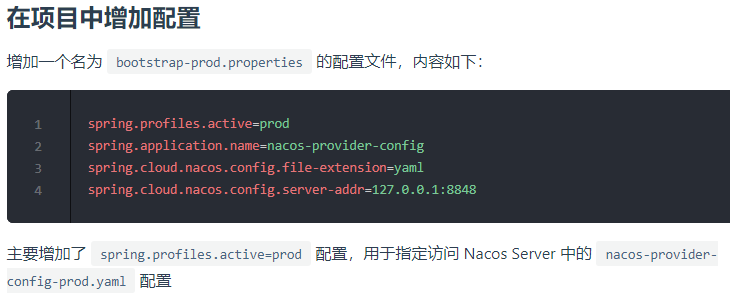 在项目中增加配置
增加一个名为 bootstrap-prod.properties 的配置文件，内容如下：
1 spring.profiles.active=prod
2 spring.application.name=nacos-provider-config
3 spring.cloud.nacos.config.file-extension=yaml
4 spring.cloud.nacos.config.server-addr=127.0.0.1:8848
主要增加了 spring.profiles.active=prod 配置，用于指定访问 Nacos Server 中的 nacos-provider-
config-prod.yaml 配置